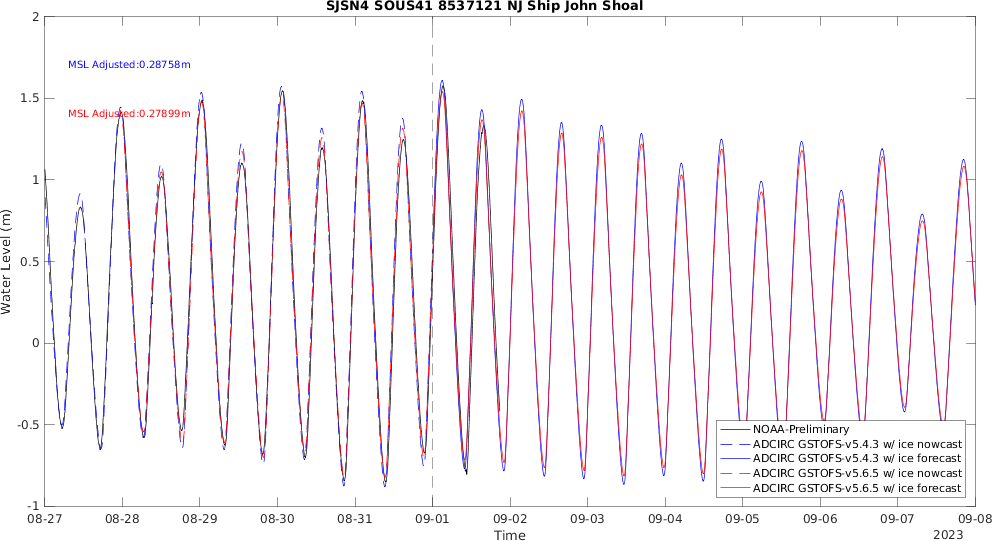 SJSN4 SOUS41 8537121 NJ Ship John Shoal
2
1.5
1
0.5
0
-0.5
-1
Water Level (m)
MSL Adjusted:0.28758m
MSL Adjusted:0.27899m
NOAA-Preliminary
ADCIRC GSTOFS-v5.4.3 w/ ice nowcast
ADCIRC GSTOFS-v5.4.3 w/ ice forecast
ADCIRC GSTOFS-v5.6.5 w/ ice nowcast
ADCIRC GSTOFS-v5.6.5 w/ ice forecast
08-27 08-28 08-29 08-30 08-31 09-01 09-02 09-03 09-04 09-05 09-06 09-07 09-08
Time
2023